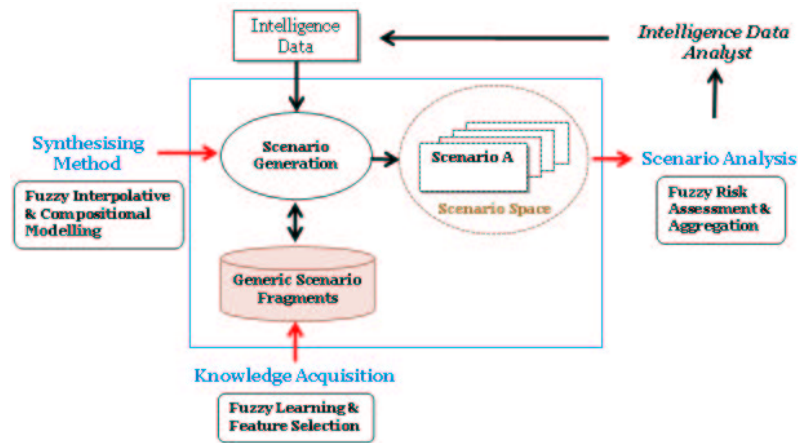 Intelligence
Data
Intelligence Data
Analyst
Synthesising
Method
Fuzzy Interpolative
& Compositional
Modelling
Scenario
Generation
Scenario A
Scenario Space
Scenario Analysis
Fuzzy Risk
Assessment &
Aggregation
Generic Scenario
Fragments
Knowledge Acquisition
Fuzzy Learning &
Feature Selection